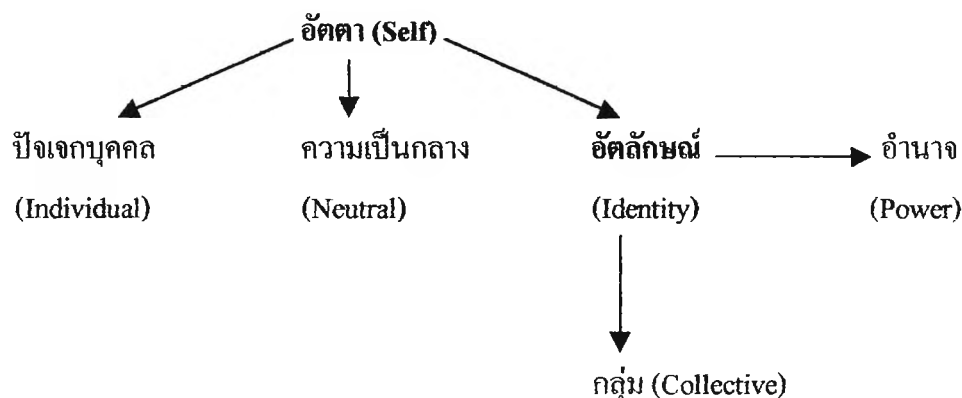 อัตตา (Self)
ปัจเจกบุคคล ความเป็นกลาง อัตลักษณ์ อำนาจ
(Individual) (Neutral) (Identity) (Power)
กลุ่ม (Collective)